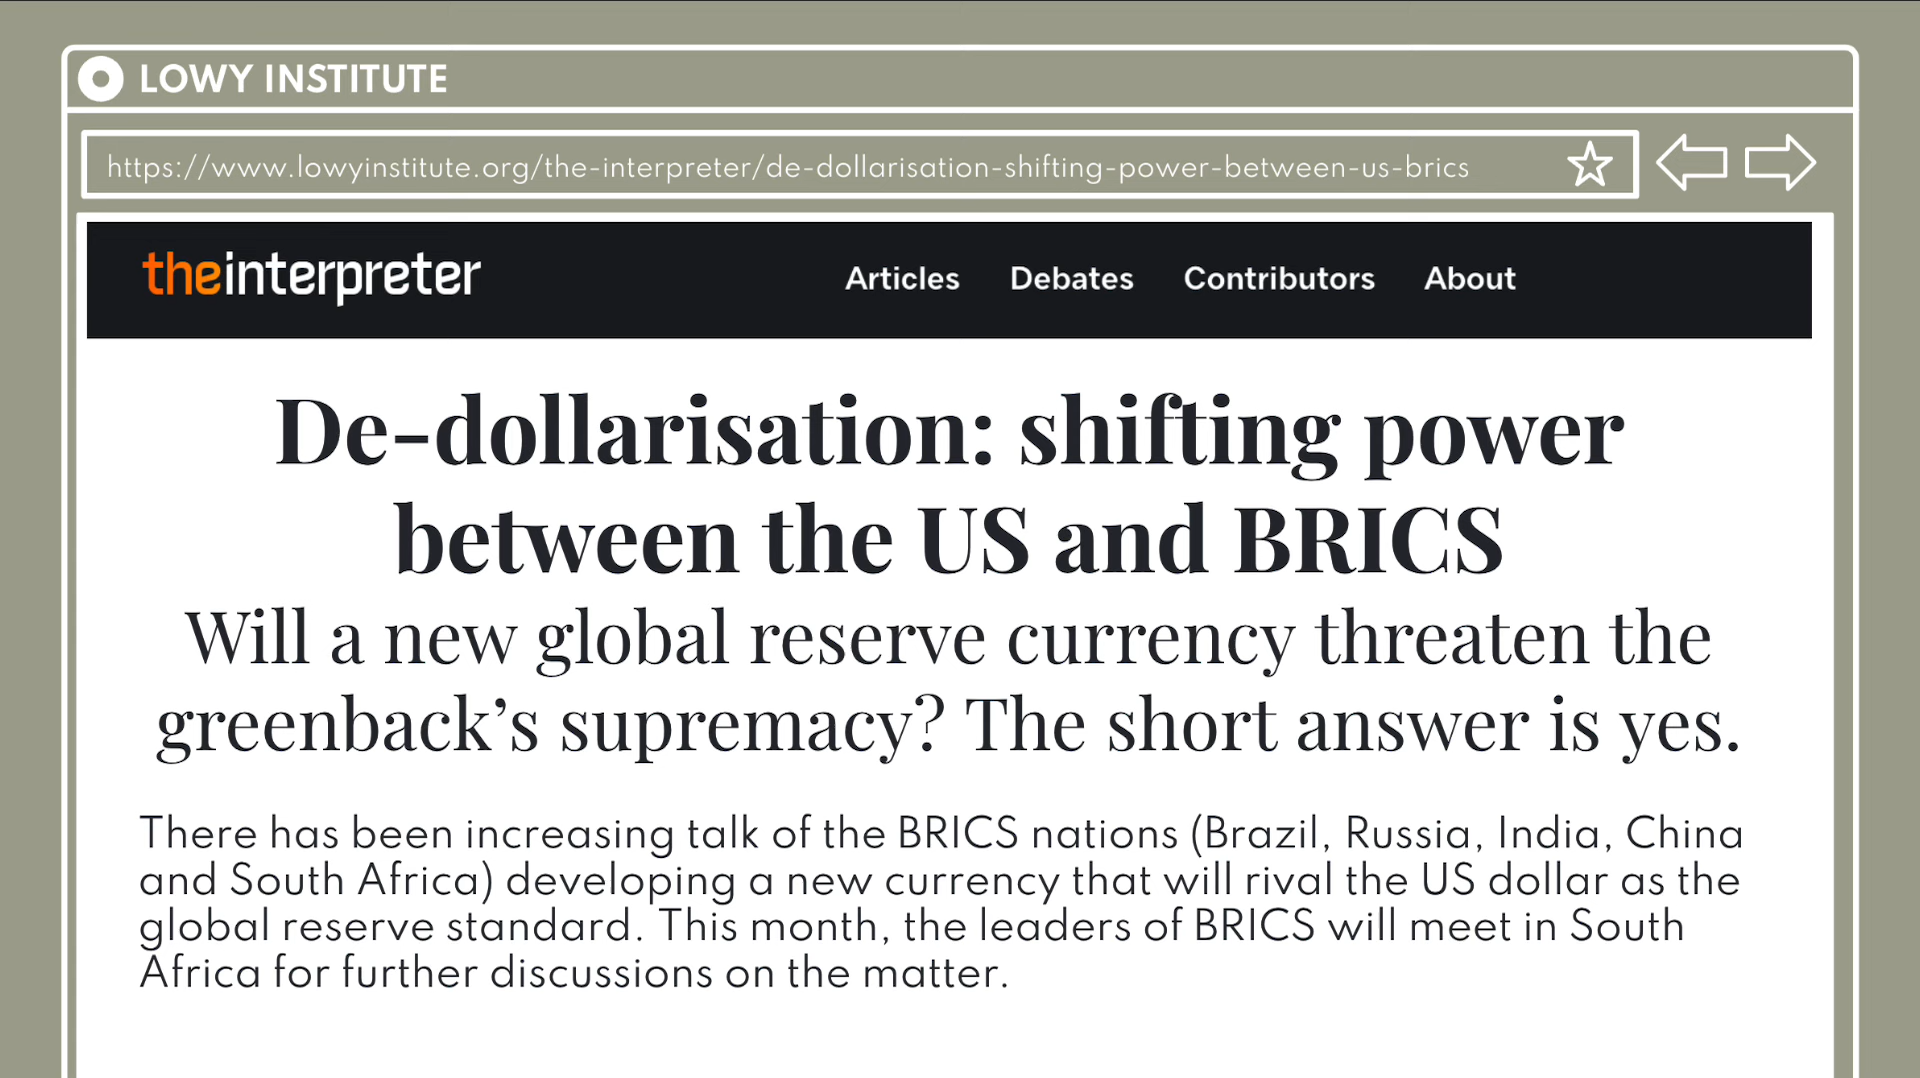 LOWY INSTITUTE
https://www.lowyinstitute.org/the-interpreter/de-dollarisation-shifting-power-between-us-brics
theinterpreter
Articles Debates Contributors About
De-dollarisation: shifting power
between the US and BRICS
Will a new global reserve currency threaten the
greenback’s supremacy? The short answer is yes.
There has been increasing talk of the BRICS nations (Brazil, Russia, India, China
and South Africa) developing a new currency that will rival the US dollar as the
global reserve standard. This month, the leaders of BRICS will meet in South
Africa for further discussions on the matter.